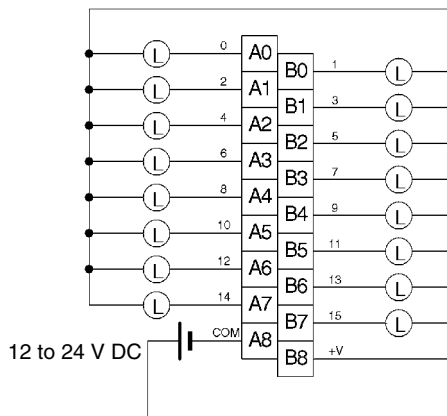 L 0 A0
B0 1 L
L 2 A1
B1 3 L
L 4 A2
B2 5 L
L 6 A3
B3 7 L
L 8 A4
B4 9 L
L 10 A5
B5 11 L
L 12 A6
B6 13 L
L 14 A7
B7 15 L
12 to 24 V DC COM A8
B8 +V